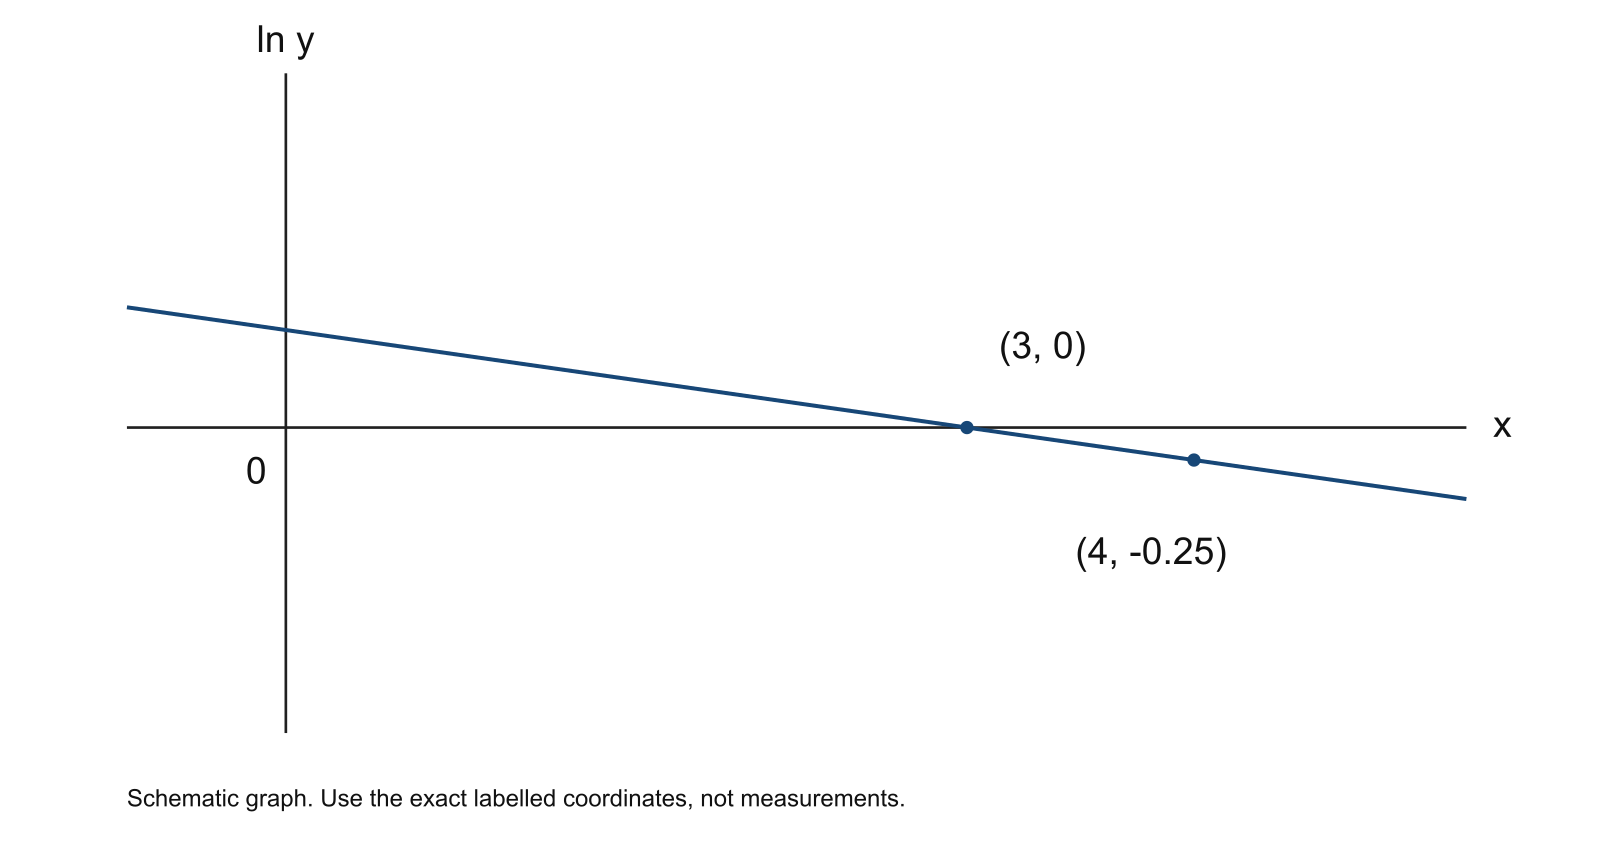 ln y
(3, 0)
x
0
(4, -0.25)
Schematic graph. Use the exact labelled coordinates, not measurements.